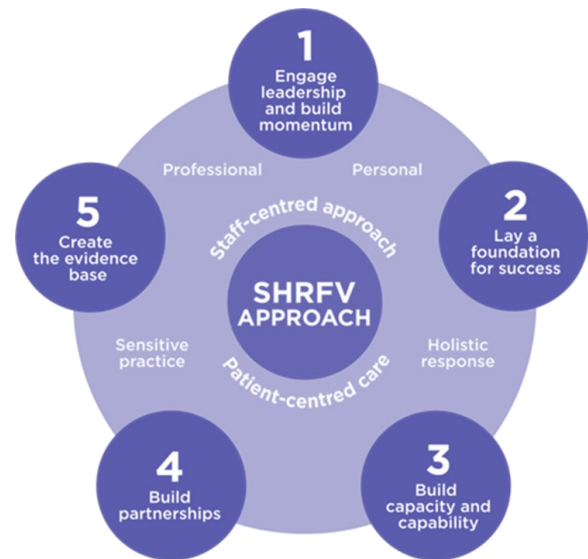 1
Engage
leadership
and build
momentum
Professional
Personal
5
Create
the evidence
base
Staff-centred approach
2
Lay a
foundation
for success
SHRFV
APPROACH
Sensitive
practice
Patient-centred care
Holistic
response
4
Build
partnerships
3
Build
capacity and
capability